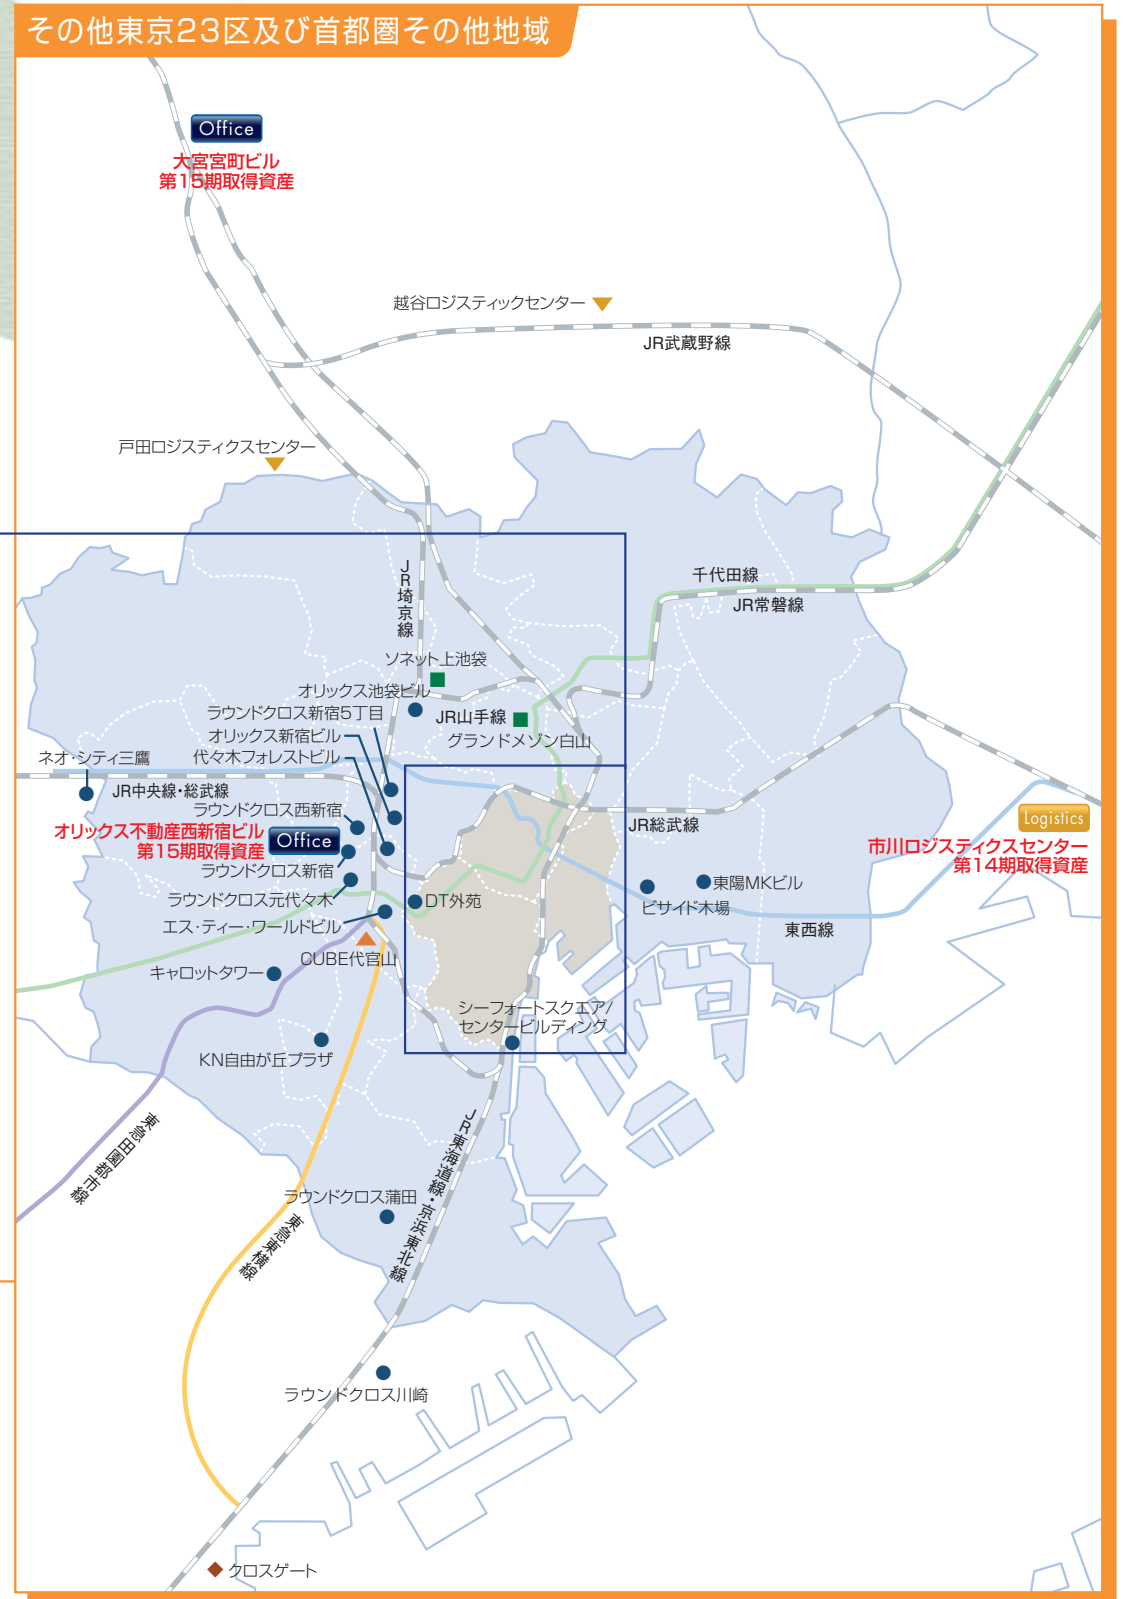 その他東京23区及び首都圏その他地域
Office
大宮宮町ビル
第15期取得資産
越谷ロジスティックセンター
JR武蔵野線
戸田ロジスティクスセンター
JR埼京線
千代田線
JR常磐線
ソネット上池袋
オリックス池袋ビル
ラウンドクロス新宿5丁目
JR山手線
オリックス新宿ビル
グランドメゾン白山
代々木フォレストビル
ネオ・シティ三鷹
JR中央線・総武線
ラウンドクロス西新宿
オリックス不動産西新宿ビル
第15期取得資産
Office
ラウンドクロス新宿
JR総武線
Logistics
市川ロジスティクスセンター
第14期取得資産
ラウンドクロス元代々木
DT外苑
東陽MKビル
ビサイド木場
エス・ティー・ワールドビル
東西線
CUBE代官山
キャロットタワー
シーフォートスクエア/
センタービルディング
KN自由が丘プラザ
東急田園都市線
JR東海道線・京浜東北線
ラウンドクロス蒲田
東急東横線
ラウンドクロス川崎
クロスゲート